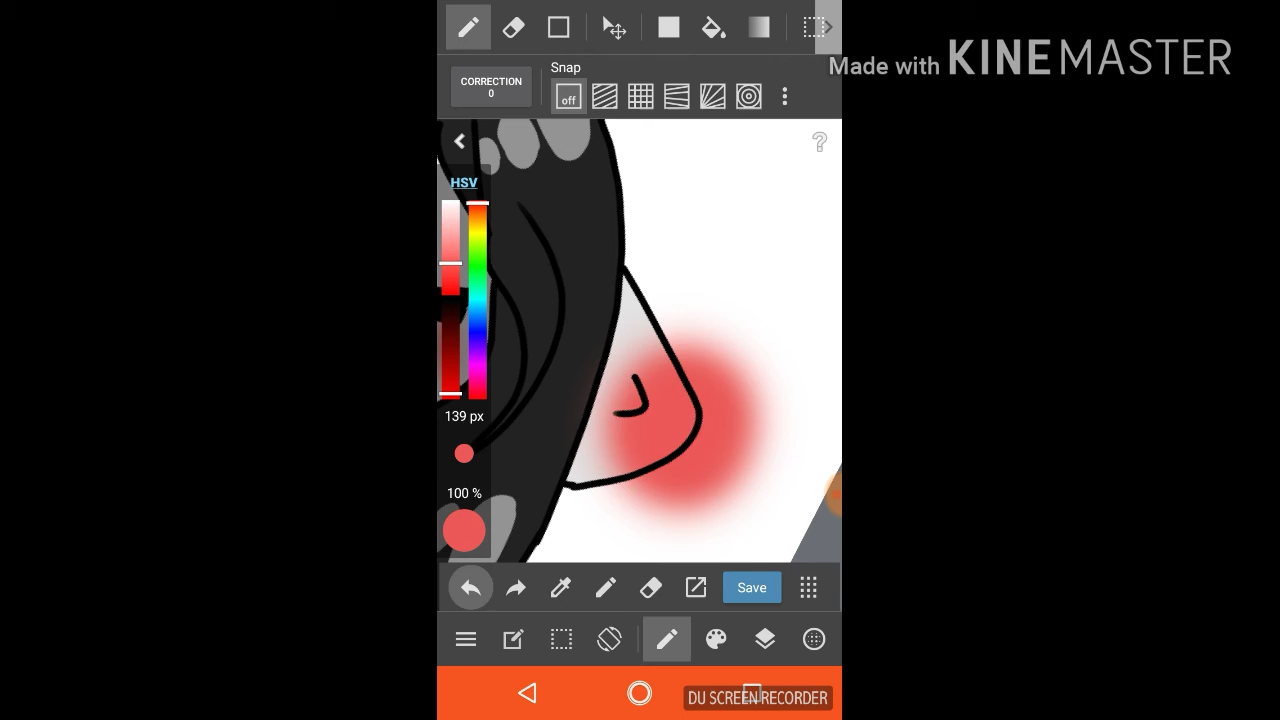 Made with KINEMASTER
Snap
CORRECTION
0
off
HSV
139 px
100 %
Save
DU SCREEN RECORDER